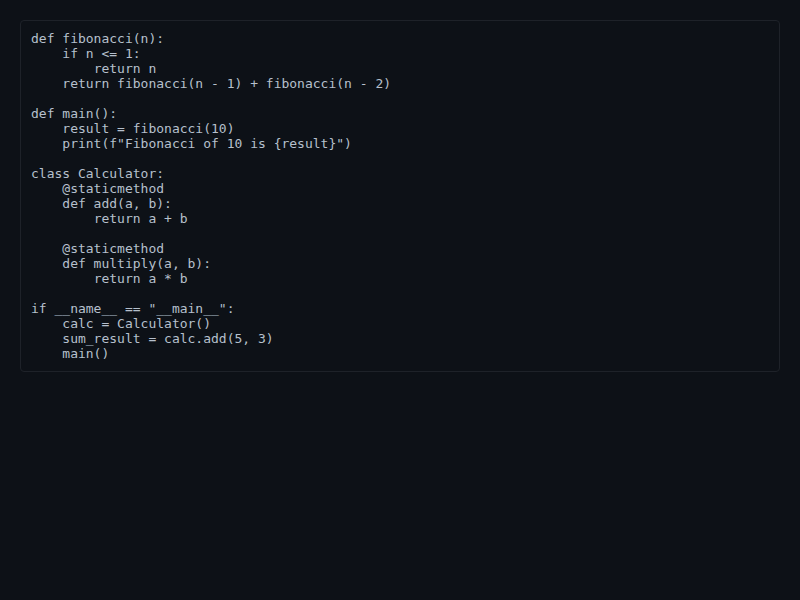 def fibonacci(n):
    if n <= 1:
        return n
    return fibonacci(n - 1) + fibonacci(n - 2)

def main():
    result = fibonacci(10)
    print(f"Fibonacci of 10 is {result}")

class Calculator:
    @staticmethod
    def add(a, b):
        return a + b

    @staticmethod
    def multiply(a, b):
        return a * b

if __name__ == "__main__":
    calc = Calculator()
    sum_result = calc.add(5, 3)
    main()